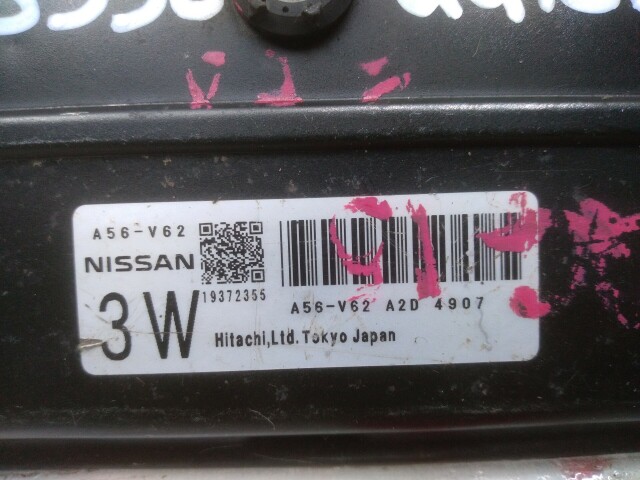 A56-V62
NISSAN
19372355
A56-V62 A2D 4907
3W
Hitachi,Ltd.Tokyo Japan